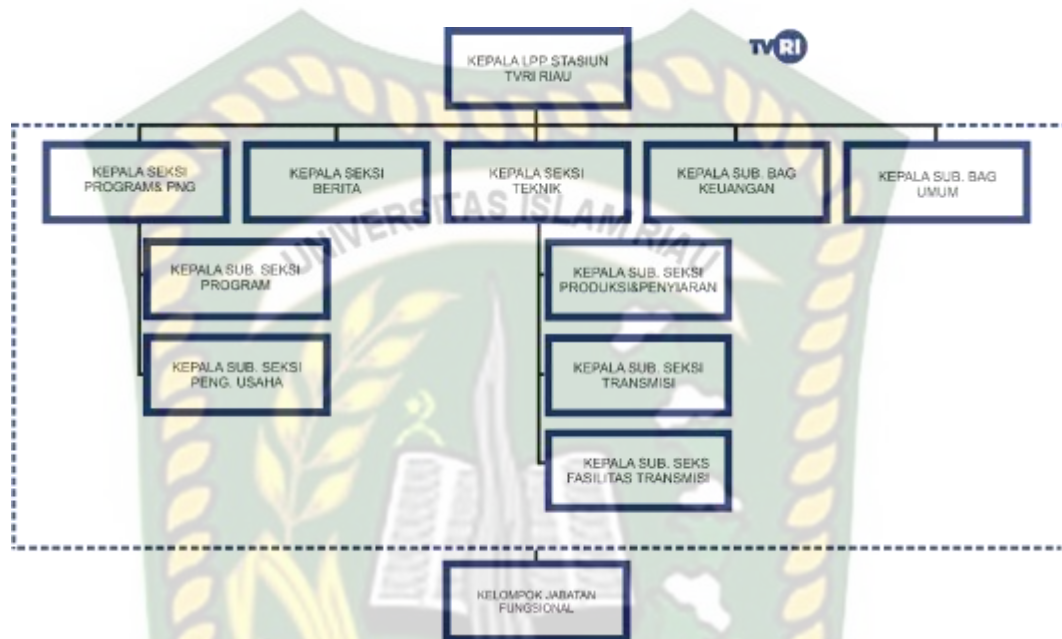 KEPALA LPP STASIUN
TVRI RIAU
TVRI
KEPALA SEKSI
PROGRAM& PNG
KEPALA SEKSI
BERITA
KEPALA SEKSI
TEKNIK
KEPALA SUB. BAG
KEUANGAN
KEPALA SUB. BAG
UMUM
UNIVERSITAS ISLAM RIAU
KEPALA SUB. SEKSI
PROGRAM
KEPALA SUB. SEKSI
PRODUKSI&PENYIARAN
KEPALA SUB. SEKSI
PENG. USAHA
KEPALA SUB. SEKSI
TRANSMISI
KEPALA SUB. SEKS
FASILITAS TRANSMISI
KELOMPOK JABATAN
FUNGSIONAL